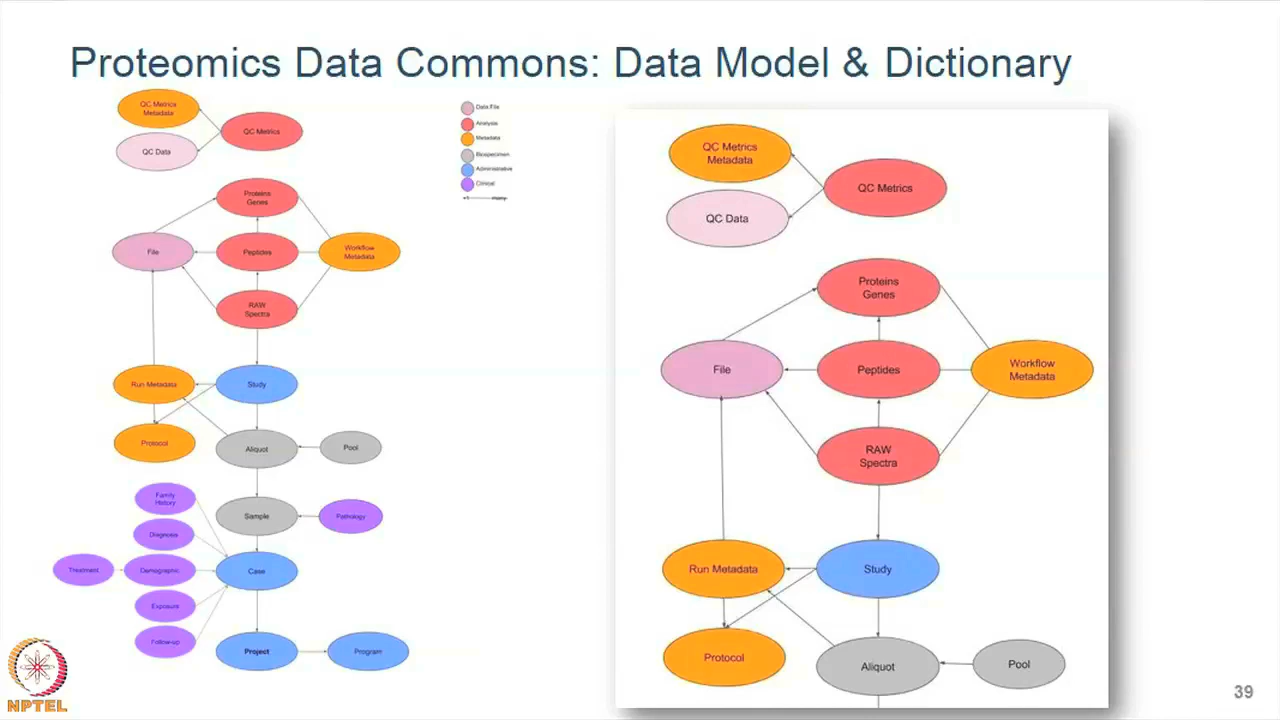 Proteomics Data Commons: Data Model & Dictionary
QC Metrics
Metadata
QC Metrics
QC Data
Proteins
Genes
File
Peptides
Workflow
Metadata
RAW
Spectra
Run Metadata
Study
Protocol
Aliquot
Pool
Family
History
Sample
Pathology
Diagnosis
Treatment
Demographic
Case
Exposure
Follow-up
Project
Program
Data File
Analysis
Metadata
Biospecimen
Administrative
Clinical
QC Metrics
Metadata
QC Metrics
QC Data
Proteins
Genes
File
Peptides
Workflow
Metadata
RAW
Spectra
Run Metadata
Study
Protocol
Aliquot
Pool
NPTEL
39